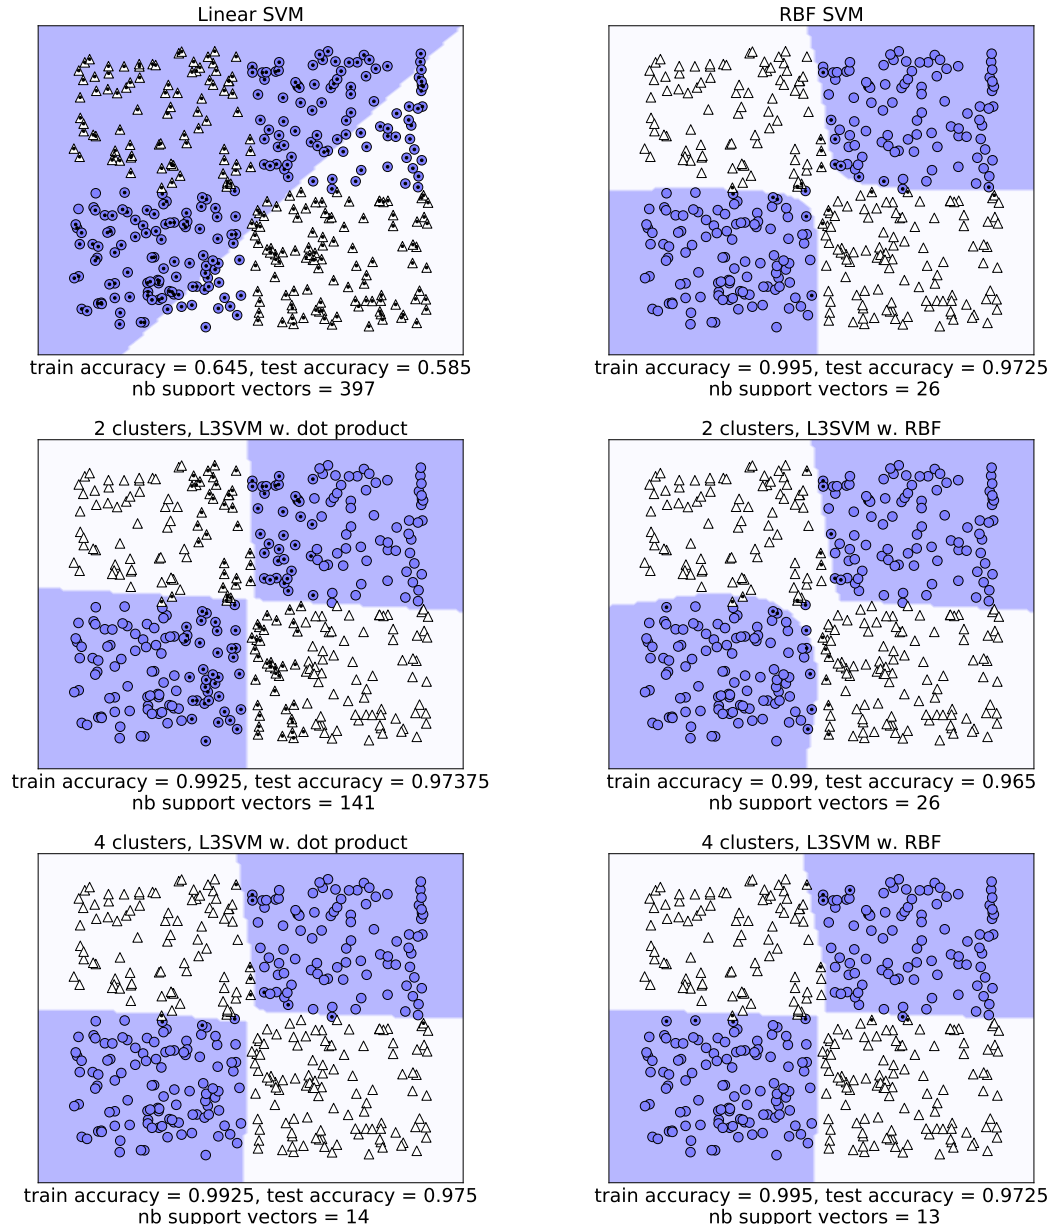 Linear SVM
train accuracy = 0.645, test accuracy = 0.585
nb support vectors = 397
RBF SVM
train accuracy = 0.995, test accuracy = 0.9725
nb support vectors = 26
2 clusters, L3SVM w. dot product
train accuracy = 0.9925, test accuracy = 0.97375
nb support vectors = 141
2 clusters, L3SVM w. RBF
train accuracy = 0.99, test accuracy = 0.965
nb support vectors = 26
4 clusters, L3SVM w. dot product
train accuracy = 0.9925, test accuracy = 0.975
nb support vectors = 14
4 clusters, L3SVM w. RBF
train accuracy = 0.995, test accuracy = 0.9725
nb support vectors = 13